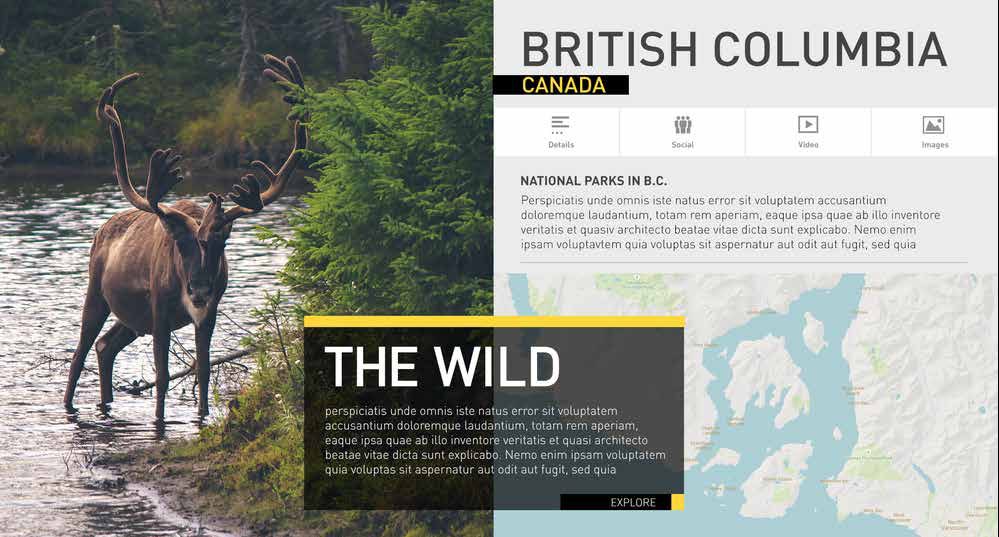 BRITISH COLUMBIA
CANADA
Details
Social
Video
Images
NATIONAL PARKS IN B.C.
Perspiciatis unde omnis iste natus error sit voluptatem accusantium
doloremque laudantium, totam rem aperiam, eaque ipsa quae ab illo inventore
veritatis et quasiv architecto beatae vitae dicta sunt explicabo. Nemo enim
ipsam voluptavtem quia voluptas sit aspernatur aut odit aut fugit, sed quia
THE WILD
perspiciatis unde omnis iste natus error sit voluptatem
accusantium doloremque laudantium, totam rem aperiam,
eaque ipsa quae ab illo inventore veritatis et quasi architecto
beatae vitae dicta sunt explicabo. Nemo enim ipsam voluptatem
quia voluptas sit aspernatur aut odit aut fugit, sed quia
EXPLORE
North
Vancouver